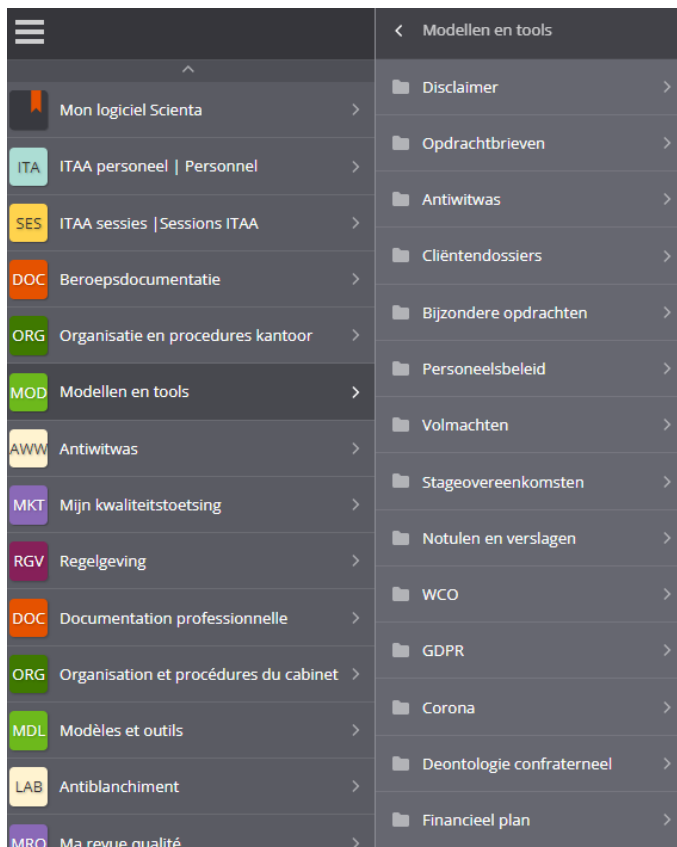 Mon logiciel Scienta
ITA ITAA personeel | Personnel
SES ITAA sessies |Sessions ITAA
DOC Beroepsdocumentatie
ORG Organisatie en procedures kantoor
MOD Modellen en tools
AWW Antiwitwas
MKT Mijn kwaliteitstoetsing
RGV Regelgeving
DOC Documentation professionnelle
ORG Organisation et procédures du cabinet
MDL Modèles et outils
LAB Antiblanchiment
MRQ Ma revue qualité
Modellen en tools
Disclaimer
Opdrachtbrieven
Antiwitwas
Cliëntendossiers
Bijzondere opdrachten
Personeelsbeleid
Volmachten
Stageovereenkomsten
Notulen en verslagen
WCO
GDPR
Corona
Deontologie confraterneel
Financieel plan